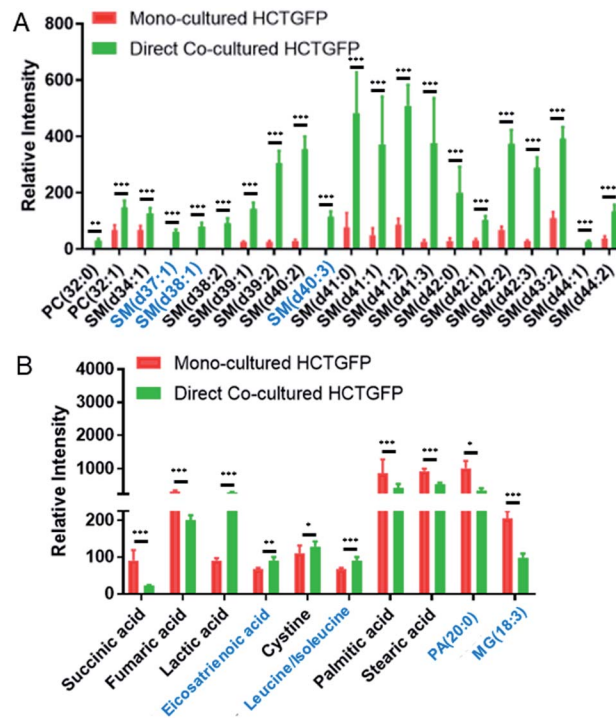 A
Mono-cultured HCTGFP
Direct Co-cultured HCTGFP
Relative Intensity
800
600
400
200
0
** *** *** *** *** *** *** *** *** *** *** *** *** *** *** *** *** *** *** *** ***
PC(32:0)
PC(32:1)
SM(d34:1)
SM(d37:1)
SM(d38:1)
SM(d38:2)
SM(d39:1)
SM(d39:2)
SM(d40:2)
SM(d40:3)
SM(d41:0)
SM(d41:1)
SM(d41:2)
SM(d41:3)
SM(d42:0)
SM(d42:1)
SM(d42:2)
SM(d42:3)
SM(d43:2)
SM(d44:1)
SM(d44:2)
B
Mono-cultured HCTGFP
Direct Co-cultured HCTGFP
Relative Intensity
4000
3000
2000
1000
200
100
0
*** *** *** ** * *** *** *** * ***
Succinic acid
Fumaric acid
Lactic acid
Eicosatrienoic acid
Cystine
Leucine/Isoleucine
Palmitic acid
Stearic acid
PA(20:0)
MG(18:3)